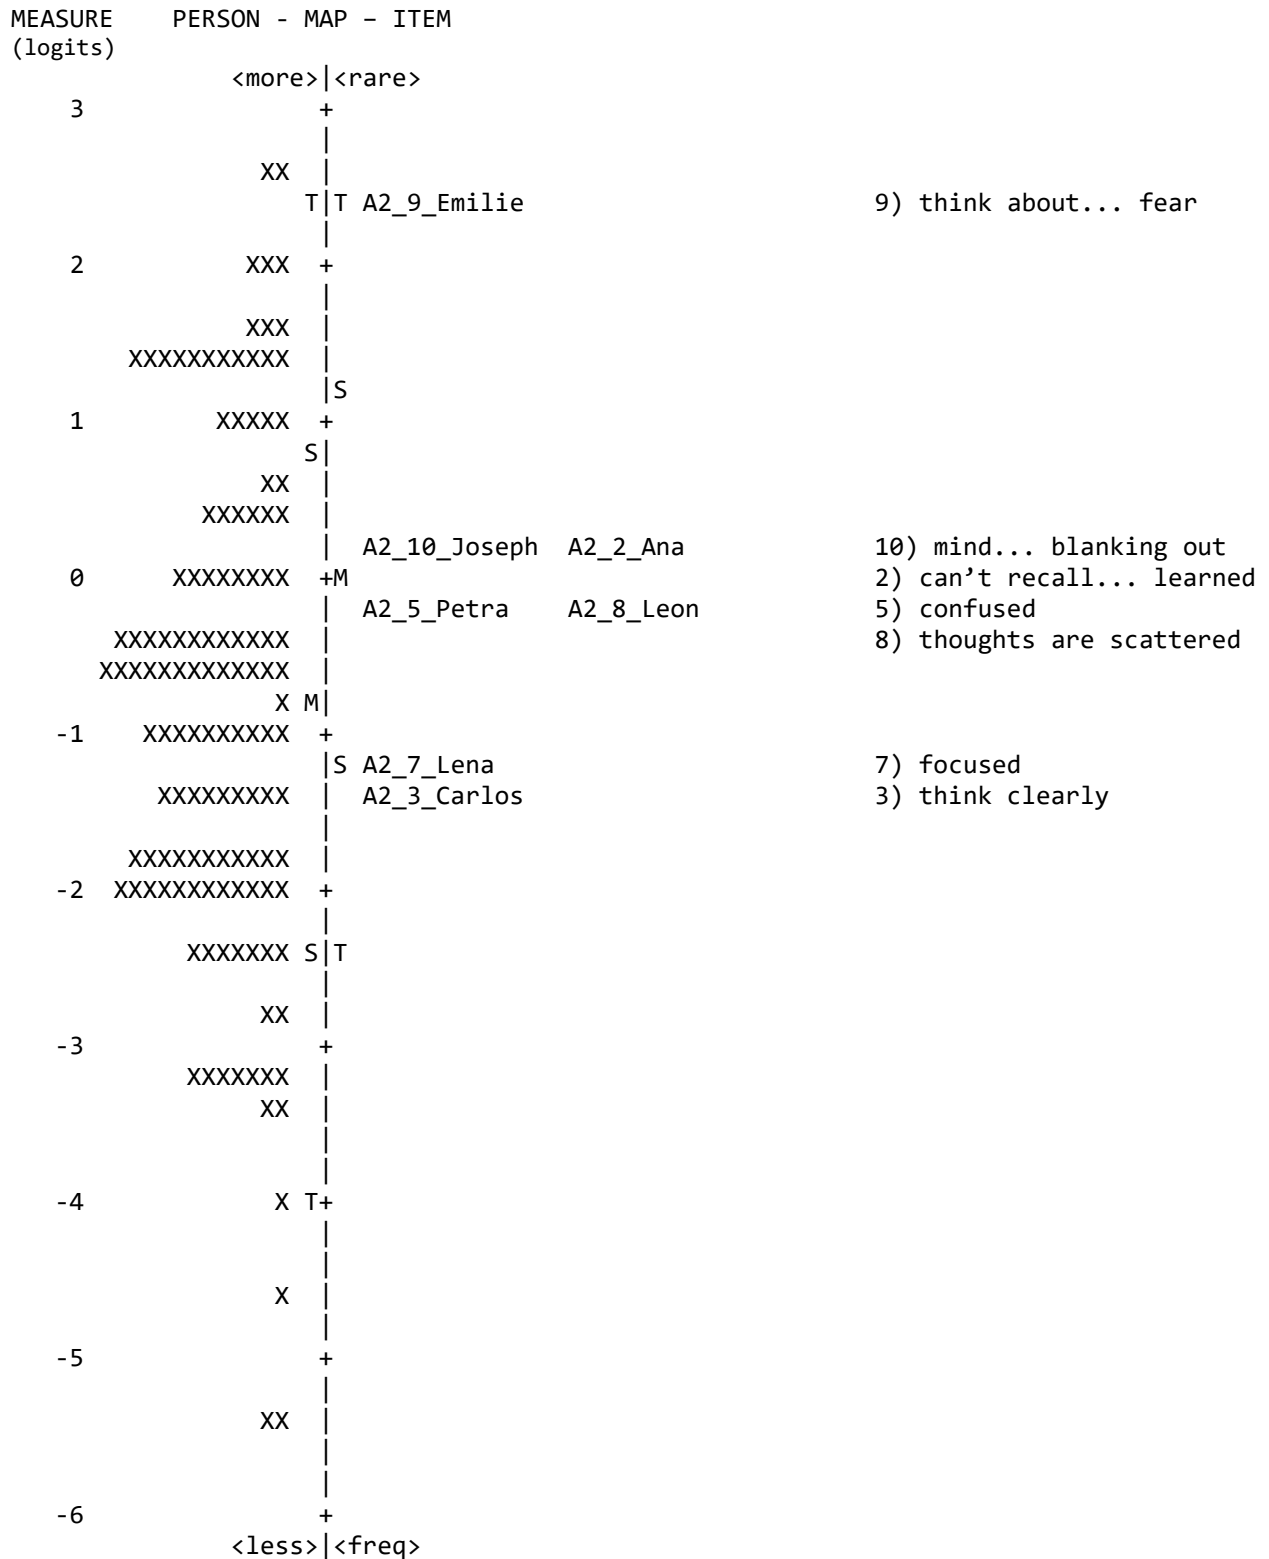 MEASURE    PERSON - MAP – ITEM
(logits)
               <more>|<rare>
    3                +
                     |
                 XX  |
                    T|T A2_9_Emilie                        9) think about... fear
                     |
    2           XXX  +
                     |
                XXX  |
        XXXXXXXXXXX  |
                     |S
    1         XXXXX  +
                    S|
                 XX  |
             XXXXXX  |
                     |  A2_10_Joseph  A2_2_Ana             10) mind... blanking out
    0      XXXXXXXX  +M                                    2) can’t recall... learned
                     |  A2_5_Petra    A2_8_Leon            5) confused
       XXXXXXXXXXXX  |                                     8) thoughts are scattered
      XXXXXXXXXXXXX  |
                  X M|
   -1    XXXXXXXXXX  +
                     |S A2_7_Lena                          7) focused
          XXXXXXXXX  |  A2_3_Carlos                        3) think clearly
                     |
        XXXXXXXXXXX  |
   -2  XXXXXXXXXXXX  +
                     |
            XXXXXXX S|T
                     |
                 XX  |
   -3                +
            XXXXXXX  |
                 XX  |
                     |
                     |
   -4             X T+
                     |
                     |
                  X  |
                     |
   -5                +
                     |
                 XX  |
                     |
                     |
   -6                +
               <less>|<freq>